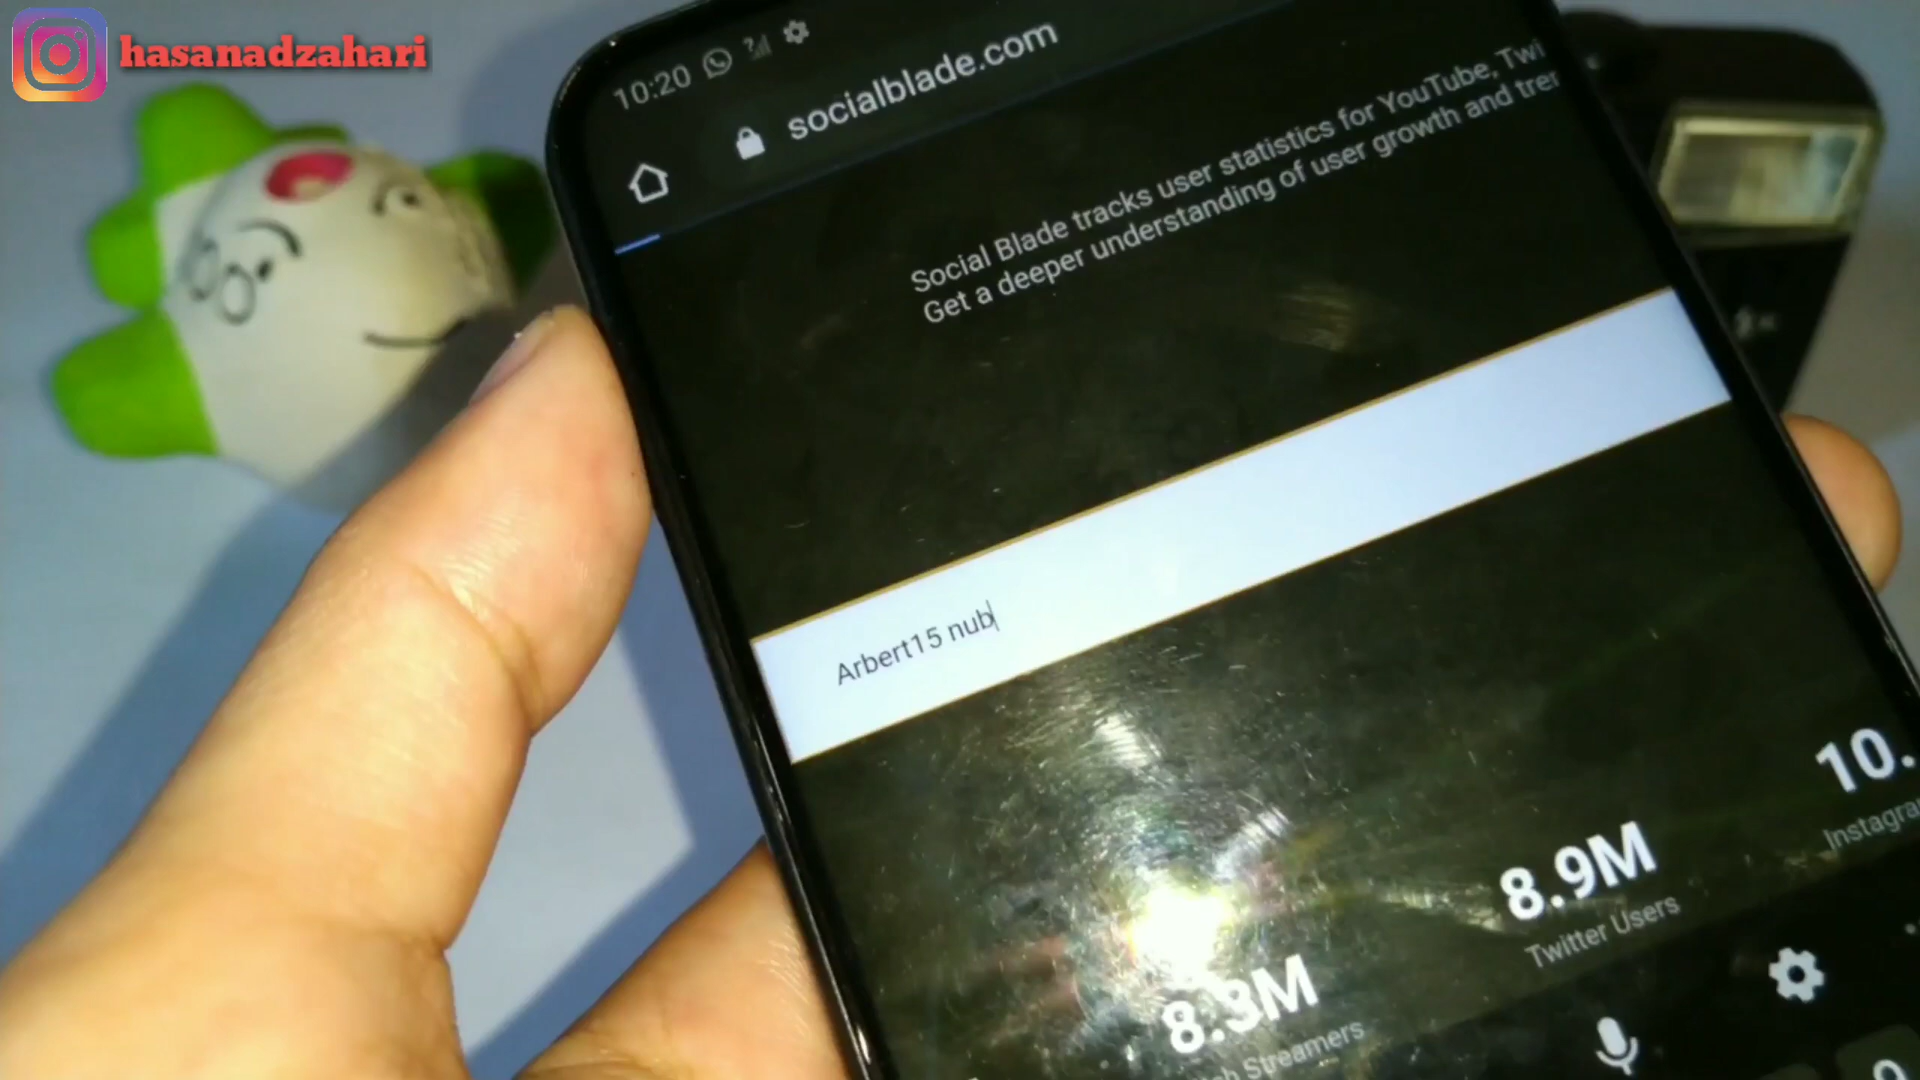 hasanadzahari
10:20
socialblade.com
Social Blade tracks user statistics for YouTube, Twi
Get a deeper understanding of user growth and tren
Arbert15 nub
10.
Instagra
8.9M
Twitter Users
8.3M
ch Streamers